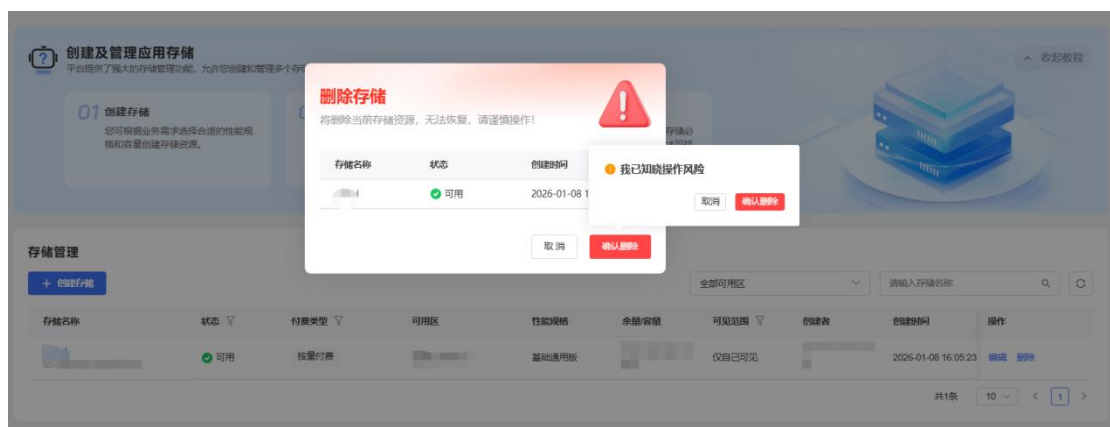 创建及管理应用存储
平台提供了强大的存储管理功能，允许您创建和管理多个存
收起教程
01 创建存储
您可根据业务需求选择合适的性能规
格和容量创建存储资源。
存储必
删除存储
将删除当前存储资源，无法恢复，请谨慎操作！
存储名称 状态 创建时间
可用 2026-01-08 1
取消 确认删除
我已知晓操作风险
取消 确认删除
存储管理
+ 创建存储
全部可用区 请输入存储名称
存储名称 状态 付费类型 可用区 性能规格 余量/容量 可见范围 创建者 创建时间 操作
可用 按量付费 基础通用版 仅自己可见 2026-01-08 16:05:23 编辑 删除
共1条 10 < 1 >